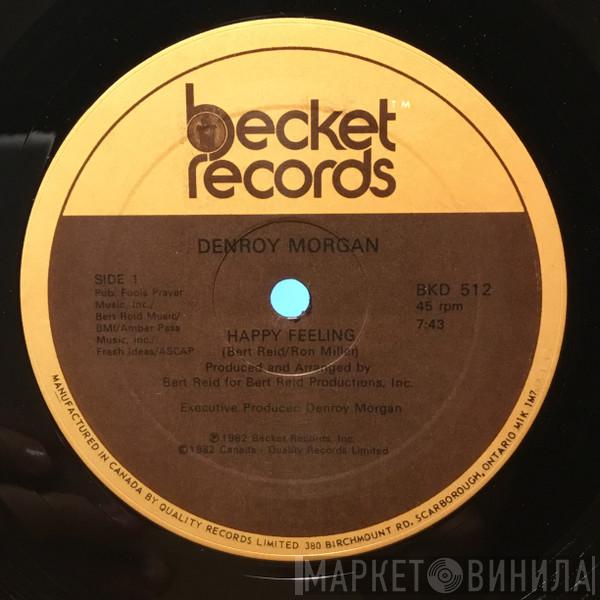 becket TM
records
DENROY MORGAN
SIDE 1
Pub. Fools Prayer
Music, Inc./
Bert Reid Music/
BMI/Amber Pass
Music, Inc./
Fresh Ideas/ASCAP
BKD 512
45 rpm
7:43
HAPPY FEELING
(Bert Reid/Ron Miller)
Produced and Arranged by
Bert Reid for Bert Reid Productions, Inc.
Executive Producer: Denroy Morgan
℗1982 Becket Records, Inc.
©1982 Canada - Quality Records Limited
MANUFACTURED IN CANADA BY QUALITY RECORDS LIMITED 380 BIRCHMOUNT RD, SCARBOROUGH, ONTARIO M1K 1M7
МАРКЕТ ВИНИЛА